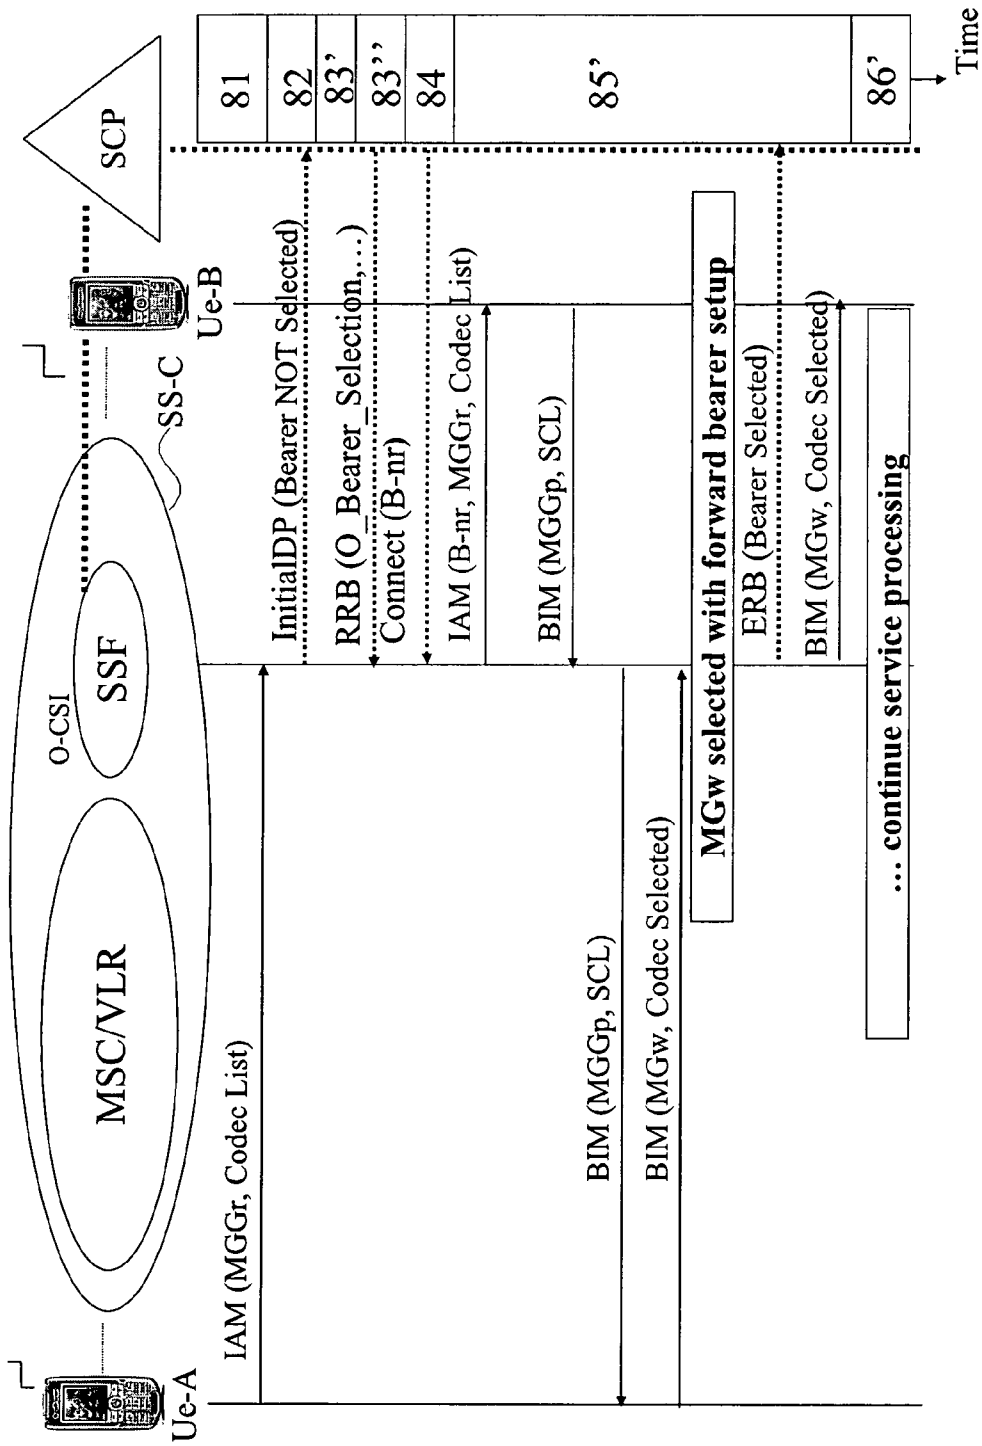 Ue-A
MSC/VLR
O-CSI
SSF
SS-C
Ue-B
SCP
81
IAM (MGGr, Codec List)
82
InitialDP (Bearer NOT Selected)
83'
RRB (O_Bearer_Selection,...)
83''
Connect (B-nr)
84
IAM (B-nr, MGGr, Codec List)
85'
BIM (MGGp, SCL)
BIM (MGGp, SCL)
BIM (MGw, Codec Selected)
MGw selected with forward bearer setup
ERB (Bearer Selected)
BIM (MGw, Codec Selected)
86'
... continue service processing
Time